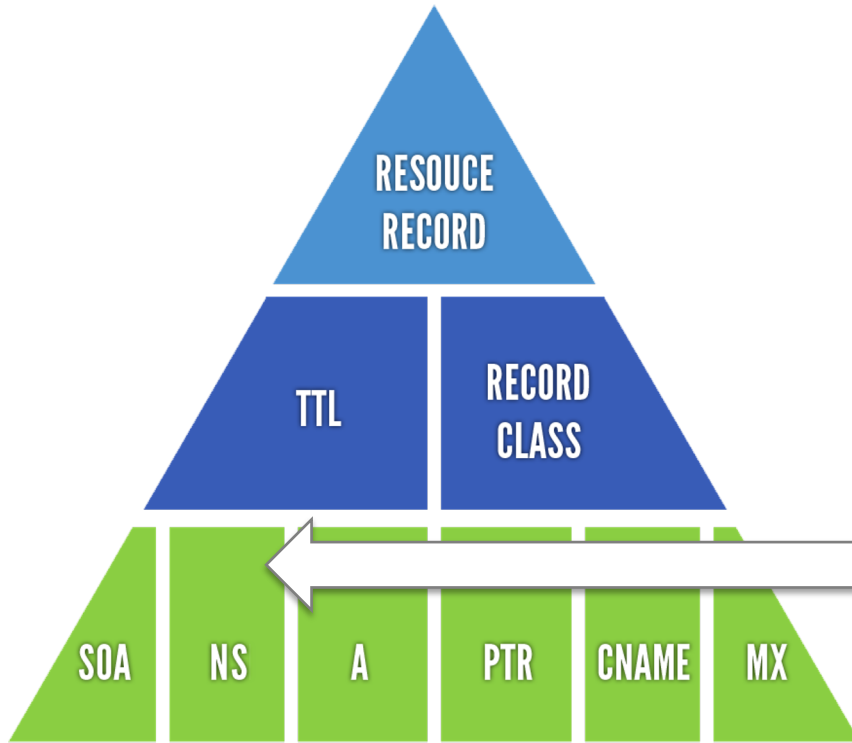 RESOUCE
RECORD
TTL
RECORD
CLASS
SOA
NS
A
PTR
CNAME
MX